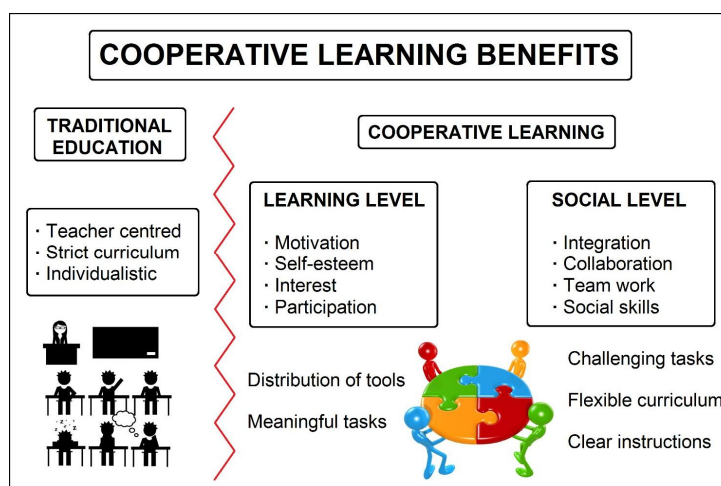 COOPERATIVE LEARNING BENEFITS
TRADITIONAL
EDUCATION
· Teacher centred
· Strict curriculum
· Individualistic
COOPERATIVE LEARNING
LEARNING LEVEL
· Motivation
· Self-esteem
· Interest
· Participation
SOCIAL LEVEL
· Integration
· Collaboration
· Team work
· Social skills
Distribution of tools
Meaningful tasks
Challenging tasks
Flexible curriculum
Clear instructions